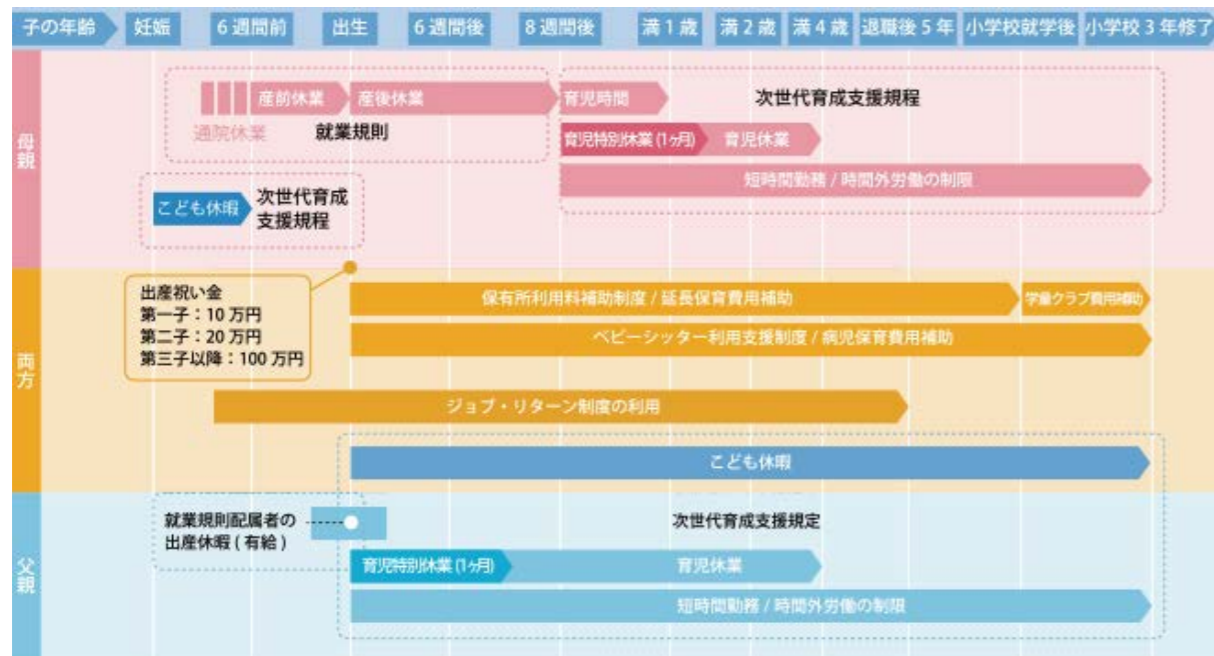 子の年齢
妊娠
6週間前
出生
6週間後
8週間後
満1歳
満2歳
満4歳
退職後5年
小学校就学後
小学校3年修了
母親
産前休業
産後休業
育児時間
次世代育成支援規程
通院休業
就業規則
育児特別休業(1ヶ月)
育児休業
短時間勤務 / 時間外労働の制限
こども休暇
次世代育成
支援規程
両方
出産祝い金
第一子：10万円
第二子：20万円
第三子以降：100万円
保有所利用料補助制度 / 延長保育費用補助
学童クラブ費用補助
ベビーシッター利用支援制度 / 病児保育費用補助
ジョブ・リターン制度の利用
こども休暇
父親
就業規則配属者の
出産休暇(有給)
次世代育成支援規定
育児特別休業(1ヶ月)
育児休業
短時間勤務 / 時間外労働の制限